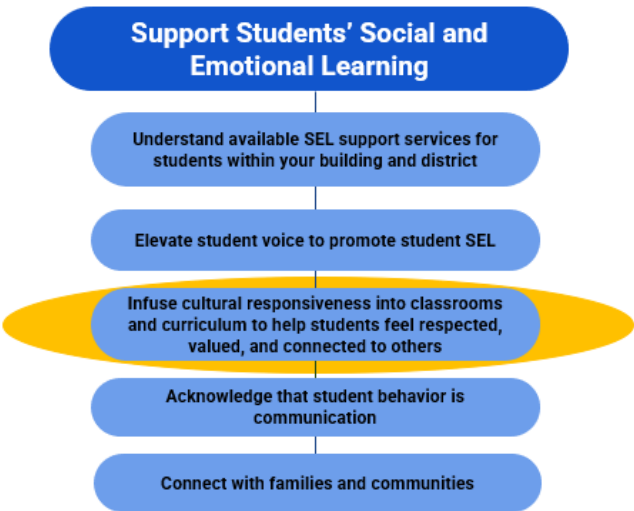 Support Students’ Social and
Emotional Learning
Understand available SEL support services for
students within your building and district
Elevate student voice to promote student SEL
Infuse cultural responsiveness into classrooms
and curriculum to help students feel respected,
valued, and connected to others
Acknowledge that student behavior is
communication
Connect with families and communities